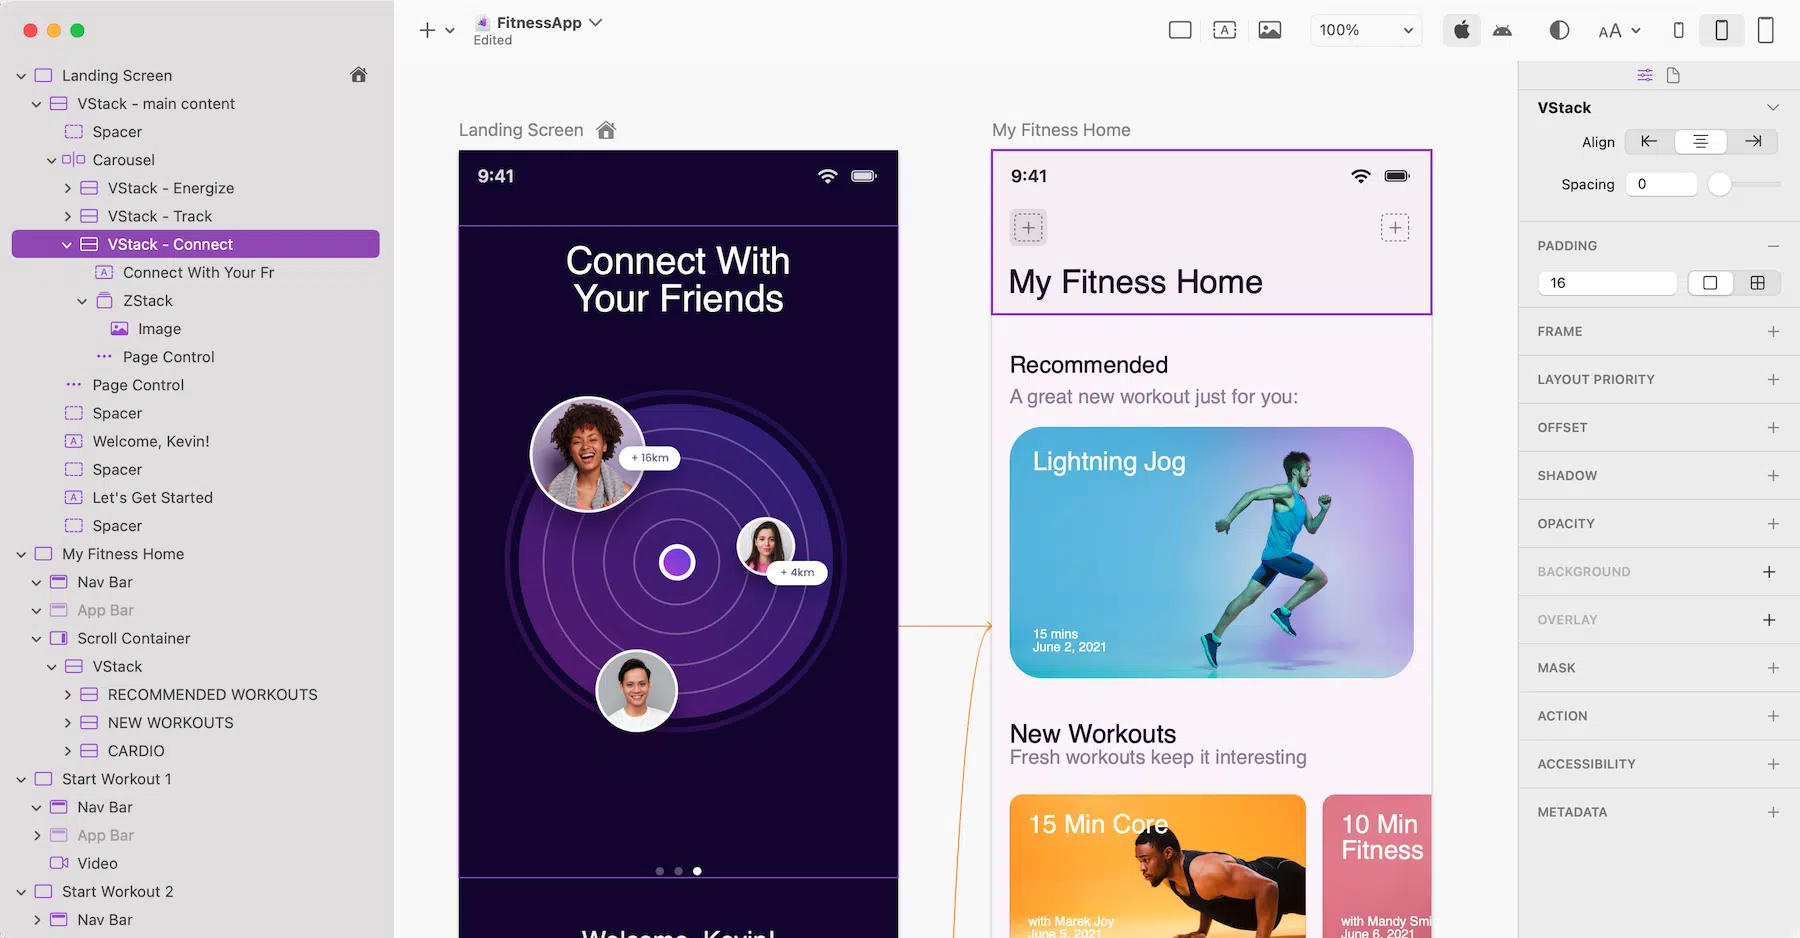 FitnessApp
Edited
100%
AA
Landing Screen
VStack - main content
Spacer
Carousel
VStack - Energize
VStack - Track
VStack - Connect
Connect With Your Fr
ZStack
Image
Page Control
Page Control
Spacer
Welcome, Kevin!
Spacer
Let's Get Started
Spacer
My Fitness Home
Nav Bar
App Bar
Scroll Container
VStack
RECOMMENDED WORKOUTS
NEW WORKOUTS
CARDIO
Start Workout 1
Nav Bar
App Bar
Video
Start Workout 2
Nav Bar
Landing Screen
9:41
Connect With
Your Friends
+ 16km
+ 4km
Welcome, Kevin!
My Fitness Home
9:41
My Fitness Home
Recommended
A great new workout just for you:
Lightning Jog
15 mins
June 2, 2021
New Workouts
Fresh workouts keep it interesting
15 Min Core
with Marek Joy
June 5, 2021
10 Min
Fitness
with Mandy Smi
June 6, 2021
VStack
Align
Spacing
0
PADDING
16
FRAME
LAYOUT PRIORITY
OFFSET
SHADOW
OPACITY
BACKGROUND
OVERLAY
MASK
ACTION
ACCESSIBILITY
METADATA